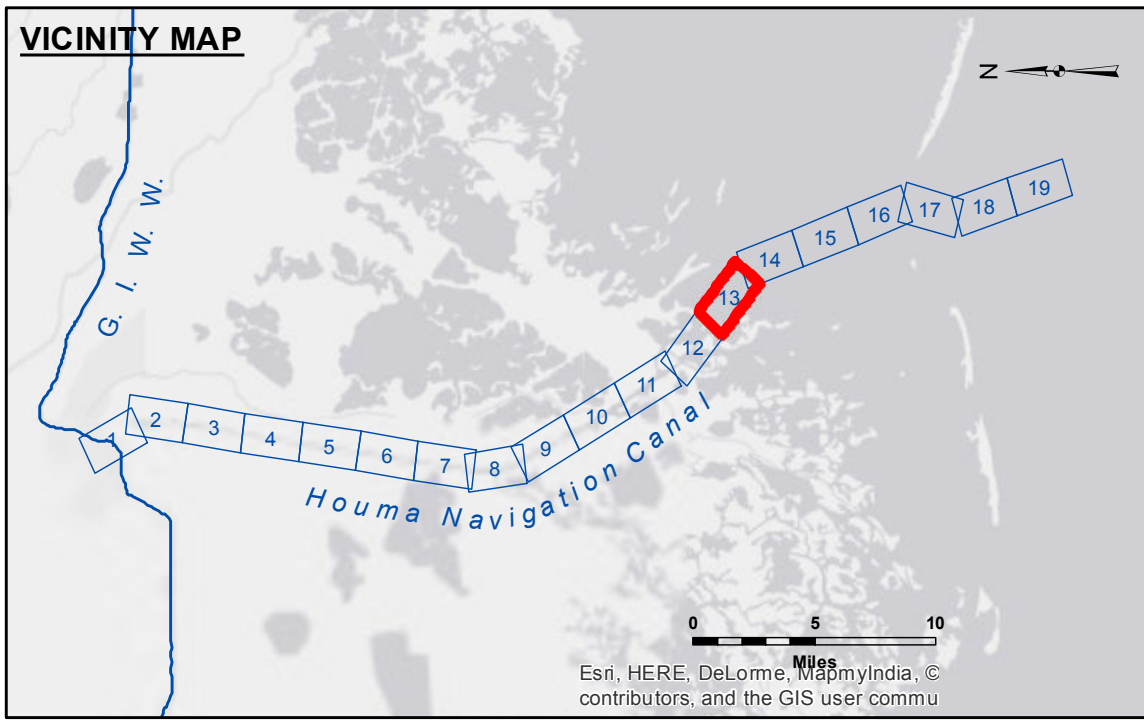 VICINITY MAP
N
G. I. W. W.
1
2
3
4
5
6
7
8
9
10
11
12
13
14
15
16
17
18
19
Houma Navigation Canal
0 5 10
Miles
Esri, HERE, DeLorme, MapmyIndia, ©
contributors, and the GIS user commu